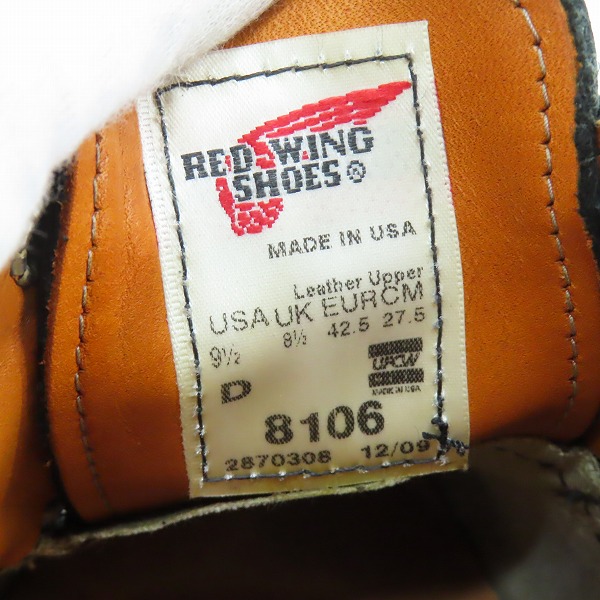 RED WING
SHOES®
MADE IN USA
Leather Upper
USA UK EUR CM
9½ 8½ 42.5 27.5
D
UFCW
MADE IN USA
8106
2870308 12/09